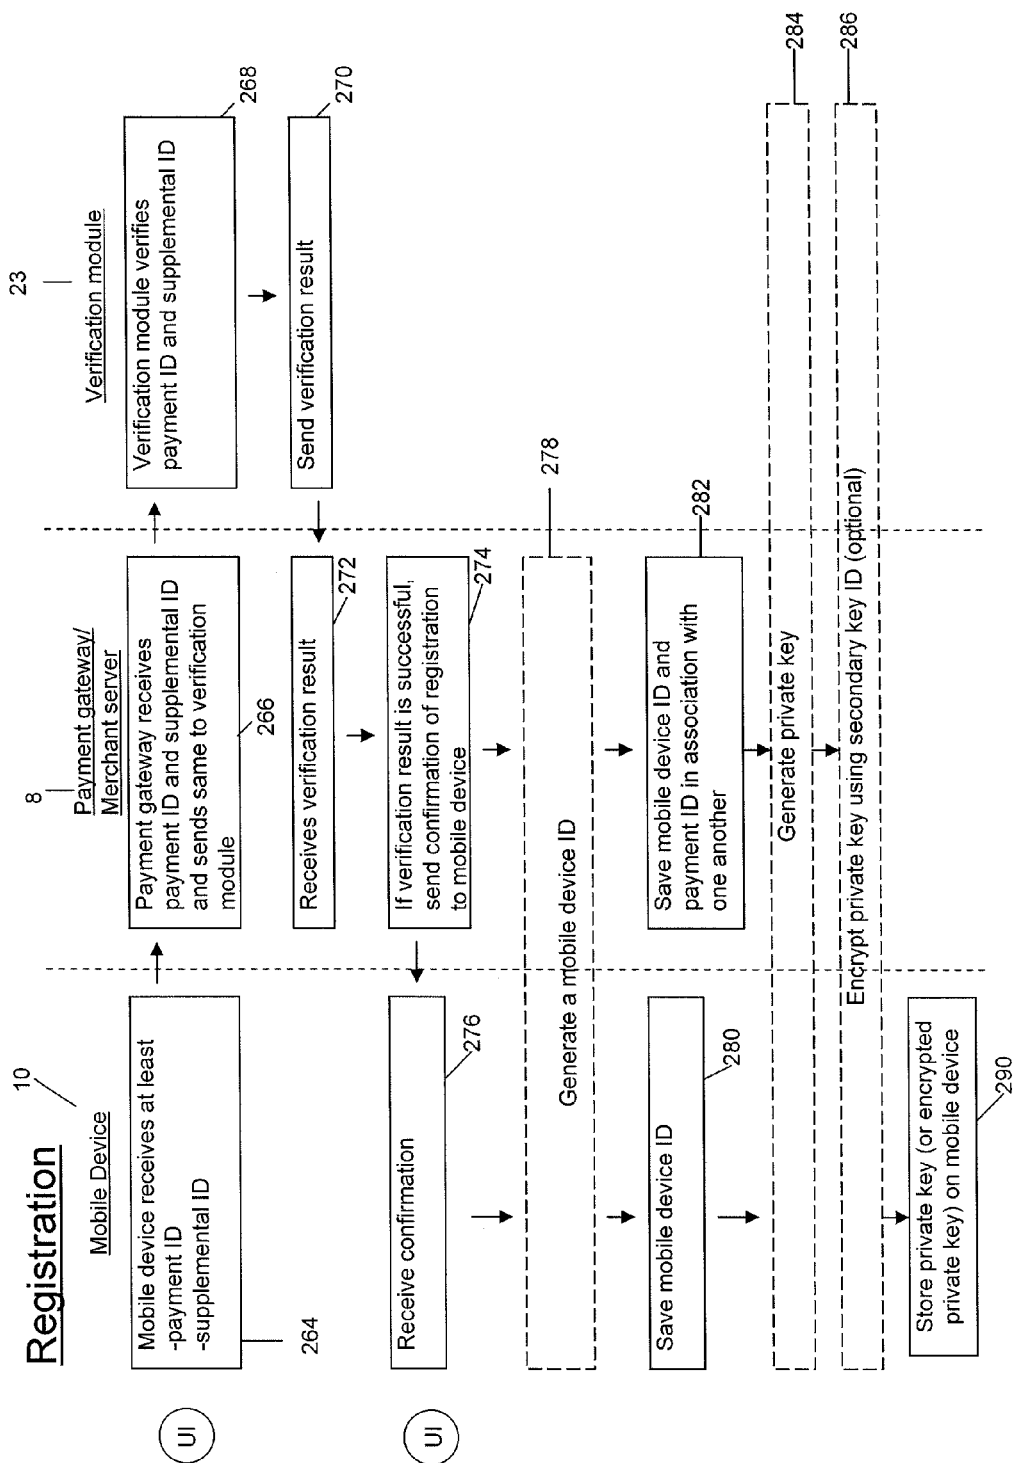 Registration
10
Mobile Device
8
Payment gateway/
Merchant server
23
Verification module
UI
Mobile device receives at least
-payment ID
-supplemental ID
264
Payment gateway receives
payment ID and supplemental ID
and sends same to verification
module
266
Verification module verifies
payment ID and supplemental ID
268
Receives verification result
272
Send verification result
270
UI
Receive confirmation
276
If verification result is successful,
send confirmation of registration
to mobile device
274
Generate a mobile device ID
278
Save mobile device ID
280
Save mobile device ID and
payment ID in association with
one another
282
Generate private key
284
Encrypt private key using secondary key ID (optional)
286
Store private key (or encrypted
private key) on mobile device
290